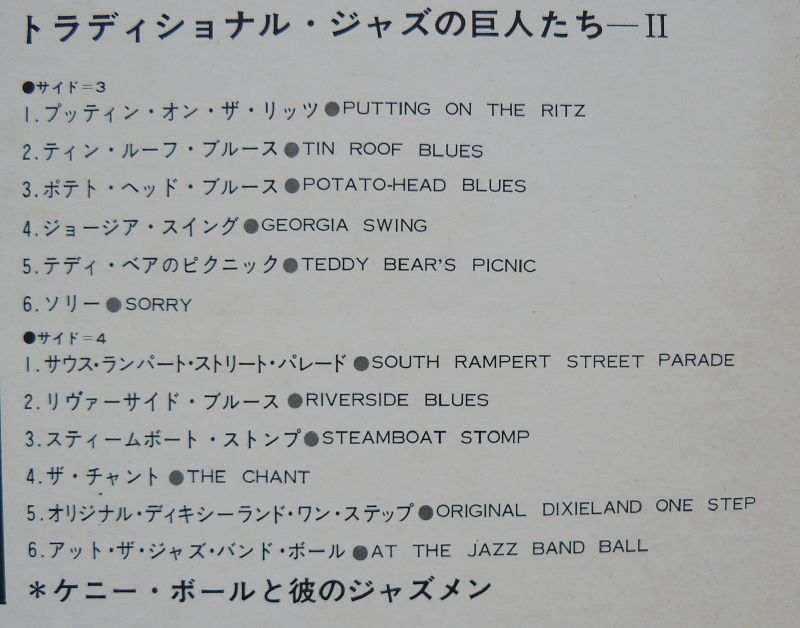 トラディショナル・ジャズの巨人たち—II
●サイド=3
1.プッティン・オン・ザ・リッツ●PUTTING ON THE RITZ
2.ティン・ルーフ・ブルース●TIN ROOF BLUES
3.ポテト・ヘッド・ブルース●POTATO-HEAD BLUES
4.ジョージア・スイング●GEORGIA SWING
5.テディ・ベアのピクニック●TEDDY BEAR'S PICNIC
6.ソリー●SORRY
●サイド=4
1.サウス・ランパート・ストリート・パレード●SOUTH RAMPERT STREET PARADE
2.リヴァーサイド・ブルース●RIVERSIDE BLUES
3.スティームボート・ストンプ●STEAMBOAT STOMP
4.ザ・チャント●THE CHANT
5.オリジナル・ディキシーランド・ワン・ステップ●ORIGINAL DIXIELAND ONE STEP
6.アット・ザ・ジャズ・バンド・ボール●AT THE JAZZ BAND BALL
*ケニー・ボールと彼のジャズメン